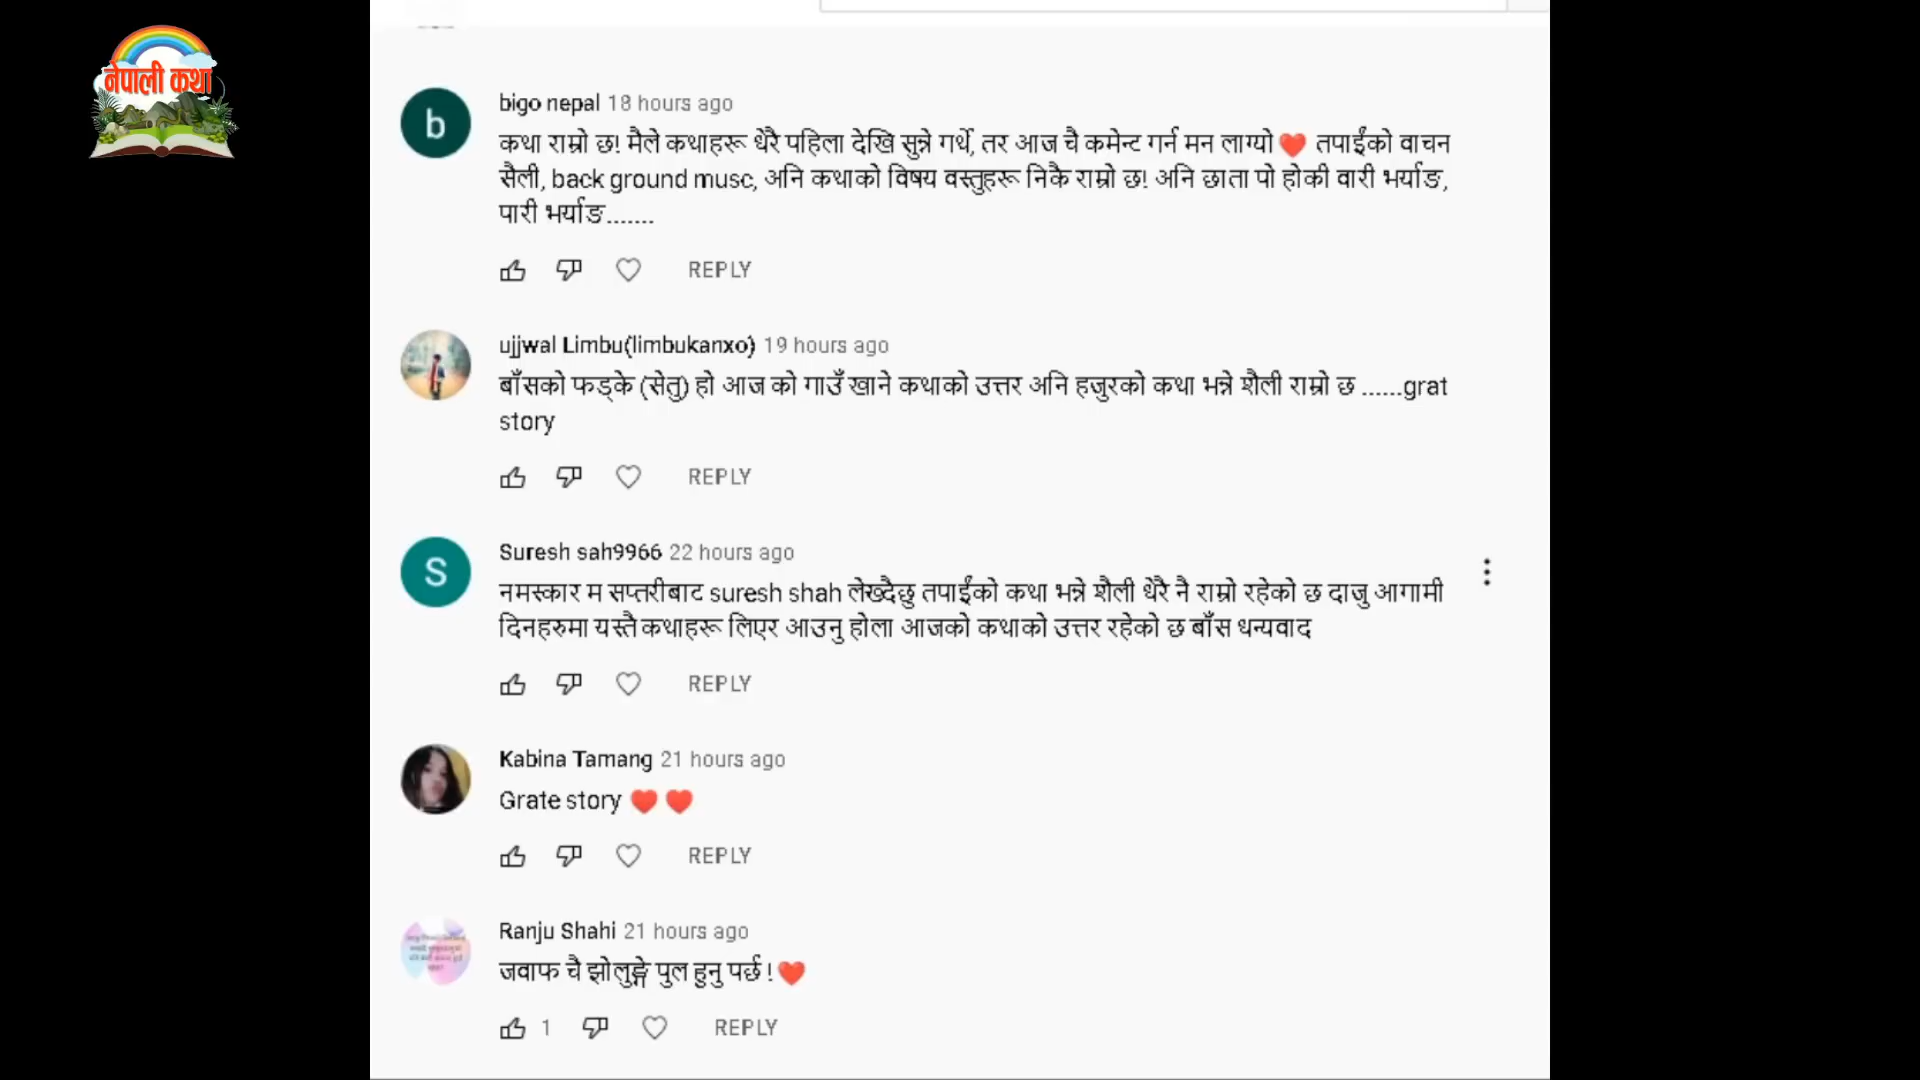 नेपाली कथा
b
bigo nepal 18 hours ago
कथा राम्रो छ! मैले कथाहरू धेरै पहिला देखि सुन्ने गर्थे, तर आज चै कमेन्ट गर्न मन लाग्यो ❤️ तपाईंको वाचन
सैली, back ground musc, अनि कथाको विषय वस्तुहरू निकै राम्रो छ! अनि छाता पो होकी वारी भर्याङ,
पारी भर्याङ.......
REPLY
ujjwal Limbu(limbukanxo) 19 hours ago
बाँसको फड्के (सेतु) हो आज को गाउँ खाने कथाको उत्तर अनि हजुरको कथा भन्ने शैली राम्रो छ ......grat
story
REPLY
S
Suresh sah9966 22 hours ago
नमस्कार म सप्तरीबाट suresh shah लेख्दैछु तपाईंको कथा भन्ने शैली धेरै नै राम्रो रहेको छ दाजु आगामी
दिनहरुमा यस्तै कथाहरू लिएर आउनु होला आजको कथाको उत्तर रहेको छ बाँस धन्यवाद
REPLY
Kabina Tamang 21 hours ago
Grate story ❤️ ❤️
REPLY
Ranju Shahi 21 hours ago
जवाफ चै झोलुङ्गे पुल हुनु पर्छ ! ❤️
1 REPLY